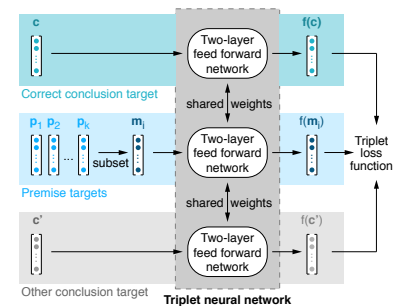 c
Two-layer
feed forward
network
f(c)
Correct conclusion target
shared weights
p1 p2 ... pk
subset
mi
Two-layer
feed forward
network
f(mi)
Triplet
loss
function
Premise targets
shared weights
c'
Two-layer
feed forward
network
f(c')
Other conclusion target
Triplet neural network